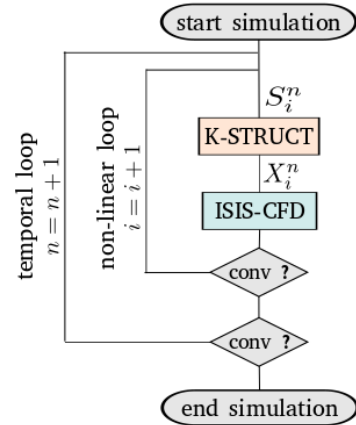 start simulation
temporal loop
n = n + 1
non-linear loop
i = i + 1
S_i^n
K-STRUCT
X_i^n
ISIS-CFD
conv ?
conv ?
end simulation